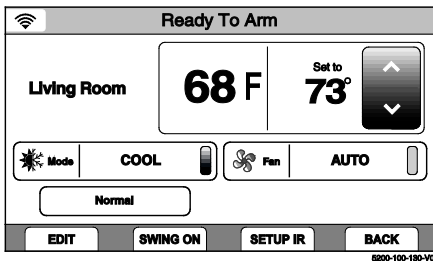 Ready To Arm
Living Room
68 F
Set to
73°
Mode
COOL
Fan
AUTO
Normal
EDIT
SWING ON
SETUP IR
BACK
5200-100-130-V0